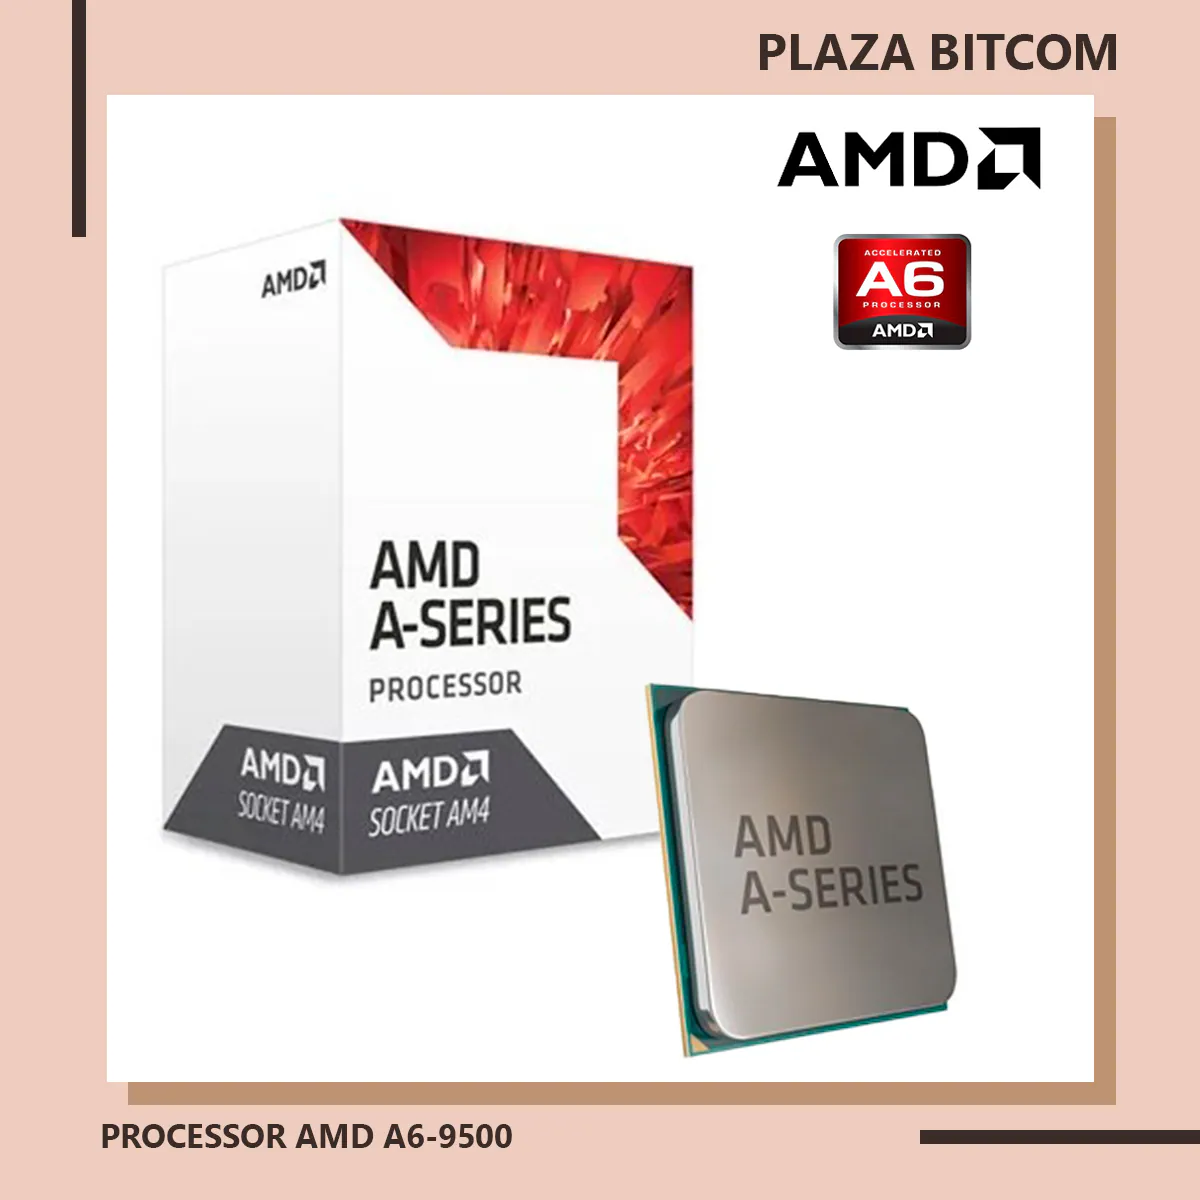 PLAZA BITCOM
AMD
ACCELERATED
A6
PROCESSOR
AMD
AMD
AMD
A-SERIES
PROCESSOR
AMD
SOCKET AM4
AMD
SOCKET AM4
AMD
A-SERIES
PROCESSOR AMD A6-9500